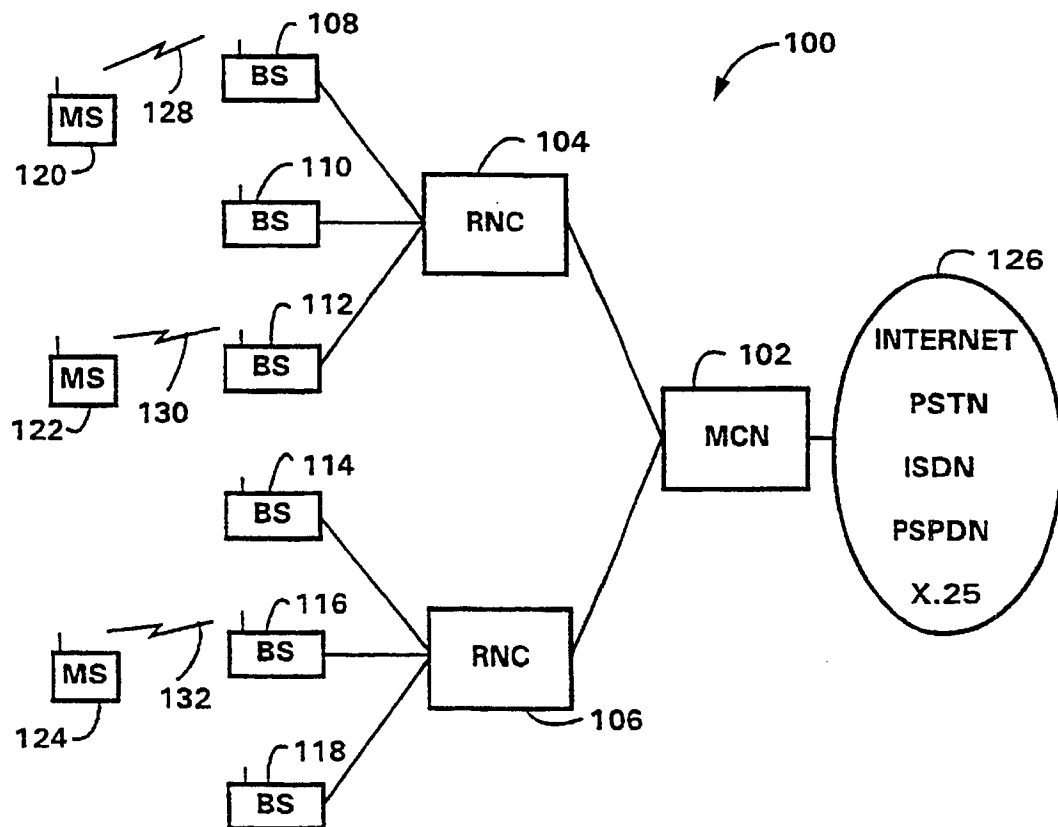 108
100
BS
128
MS
120
110
BS
104
RNC
112
BS
130
MS
122
126
INTERNET
PSTN
ISDN
PSPDN
X.25
102
MCN
114
BS
116
BS
132
MS
124
RNC
106
118
BS